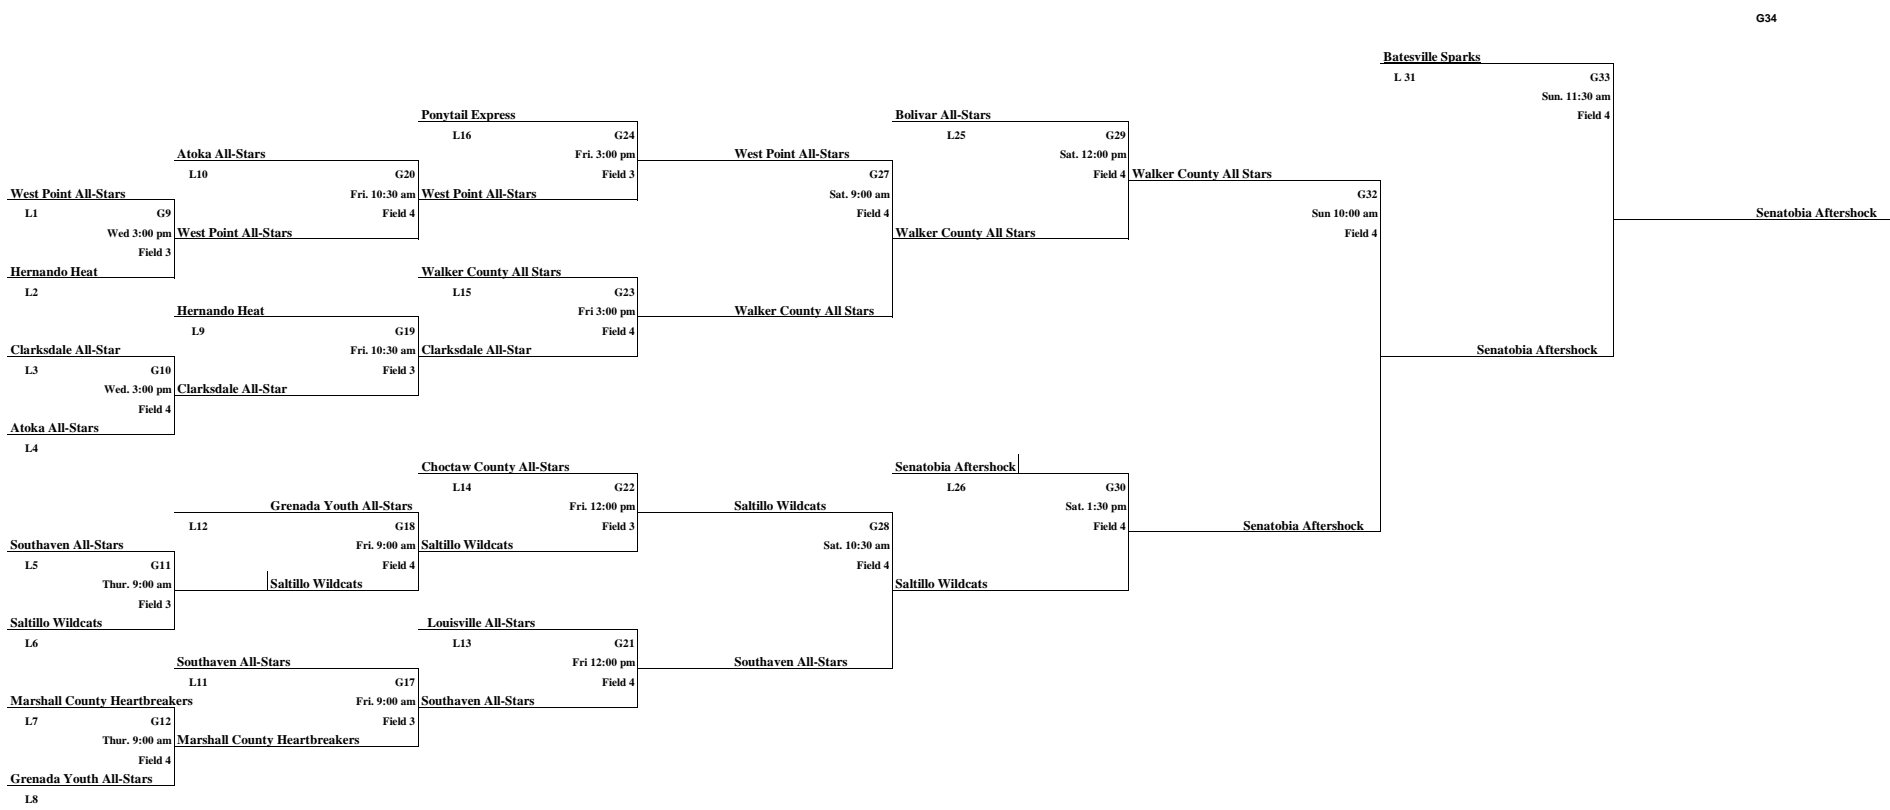 G34
Batesville Sparks
L 31
G33
Sun. 11:30 am
Field 4
Ponytail Express
L16
G24
Fri. 3:00 pm
Field 3
Bolivar All-Stars
L25
G29
Sat. 12:00 pm
Field 4
Atoka All-Stars
L10
G20
Fri. 10:30 am
Field 4
West Point All-Stars
G27
Sat. 9:00 am
Field 4
Walker County All Stars
G32
Sun 10:00 am
Field 4
West Point All-Stars
L1
G9
Wed 3:00 pm
Field 3
West Point All-Stars
West Point All-Stars
Walker County All Stars
Senatobia Aftershock
Hernando Heat
L2
Walker County All Stars
L15
G23
Fri 3:00 pm
Field 4
Hernando Heat
L9
G19
Fri. 10:30 am
Field 3
Walker County All Stars
Clarksdale All-Star
L3
G10
Wed. 3:00 pm
Field 4
Clarksdale All-Star
Clarksdale All-Star
Senatobia Aftershock
Atoka All-Stars
L4
Choctaw County All-Stars
L14
G22
Fri. 12:00 pm
Field 3
Senatobia Aftershock
L26
G30
Sat. 1:30 pm
Field 4
Grenada Youth All-Stars
L12
G18
Fri. 9:00 am
Field 4
Saltillo Wildcats
G28
Sat. 10:30 am
Field 4
Senatobia Aftershock
Southaven All-Stars
L5
G11
Thur. 9:00 am
Field 3
Saltillo Wildcats
Saltillo Wildcats
Saltillo Wildcats
Saltillo Wildcats
L6
Louisville All-Stars
L13
G21
Fri 12:00 pm
Field 4
Southaven All-Stars
L11
G17
Fri. 9:00 am
Field 3
Southaven All-Stars
Marshall County Heartbreakers
L7
G12
Thur. 9:00 am
Field 4
Southaven All-Stars
Marshall County Heartbreakers
Grenada Youth All-Stars
L8